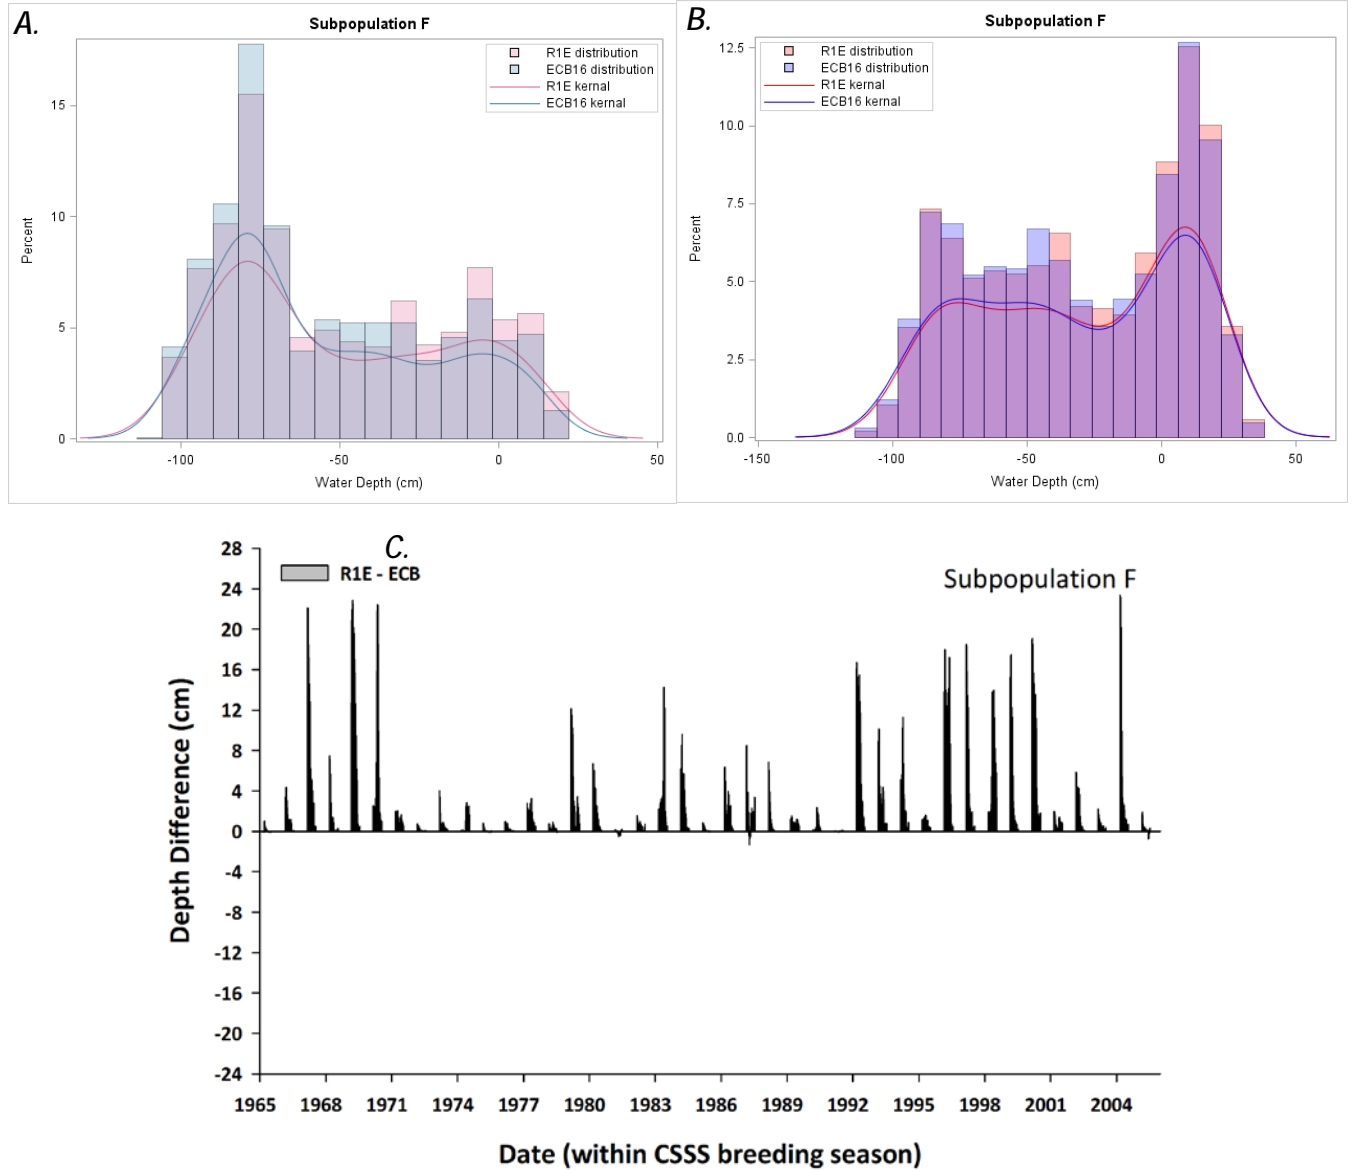 A.
Subpopulation F
R1E distribution
ECB16 distribution
R1E kernal
ECB16 kernal
15
10
5
0
Percent
-100
-50
0
50
Water Depth (cm)
B.
Subpopulation F
R1E distribution
ECB16 distribution
R1E kernal
ECB16 kernal
12.5
10.0
7.5
5.0
2.5
0.0
Percent
-150
-100
-50
0
50
Water Depth (cm)
C.
R1E - ECB
Subpopulation F
28
24
20
16
12
8
4
0
-4
-8
-12
-16
-20
-24
Depth Difference (cm)
1965 1968 1971 1974 1977 1980 1983 1986 1989 1992 1995 1998 2001 2004
Date (within CSSS breeding season)